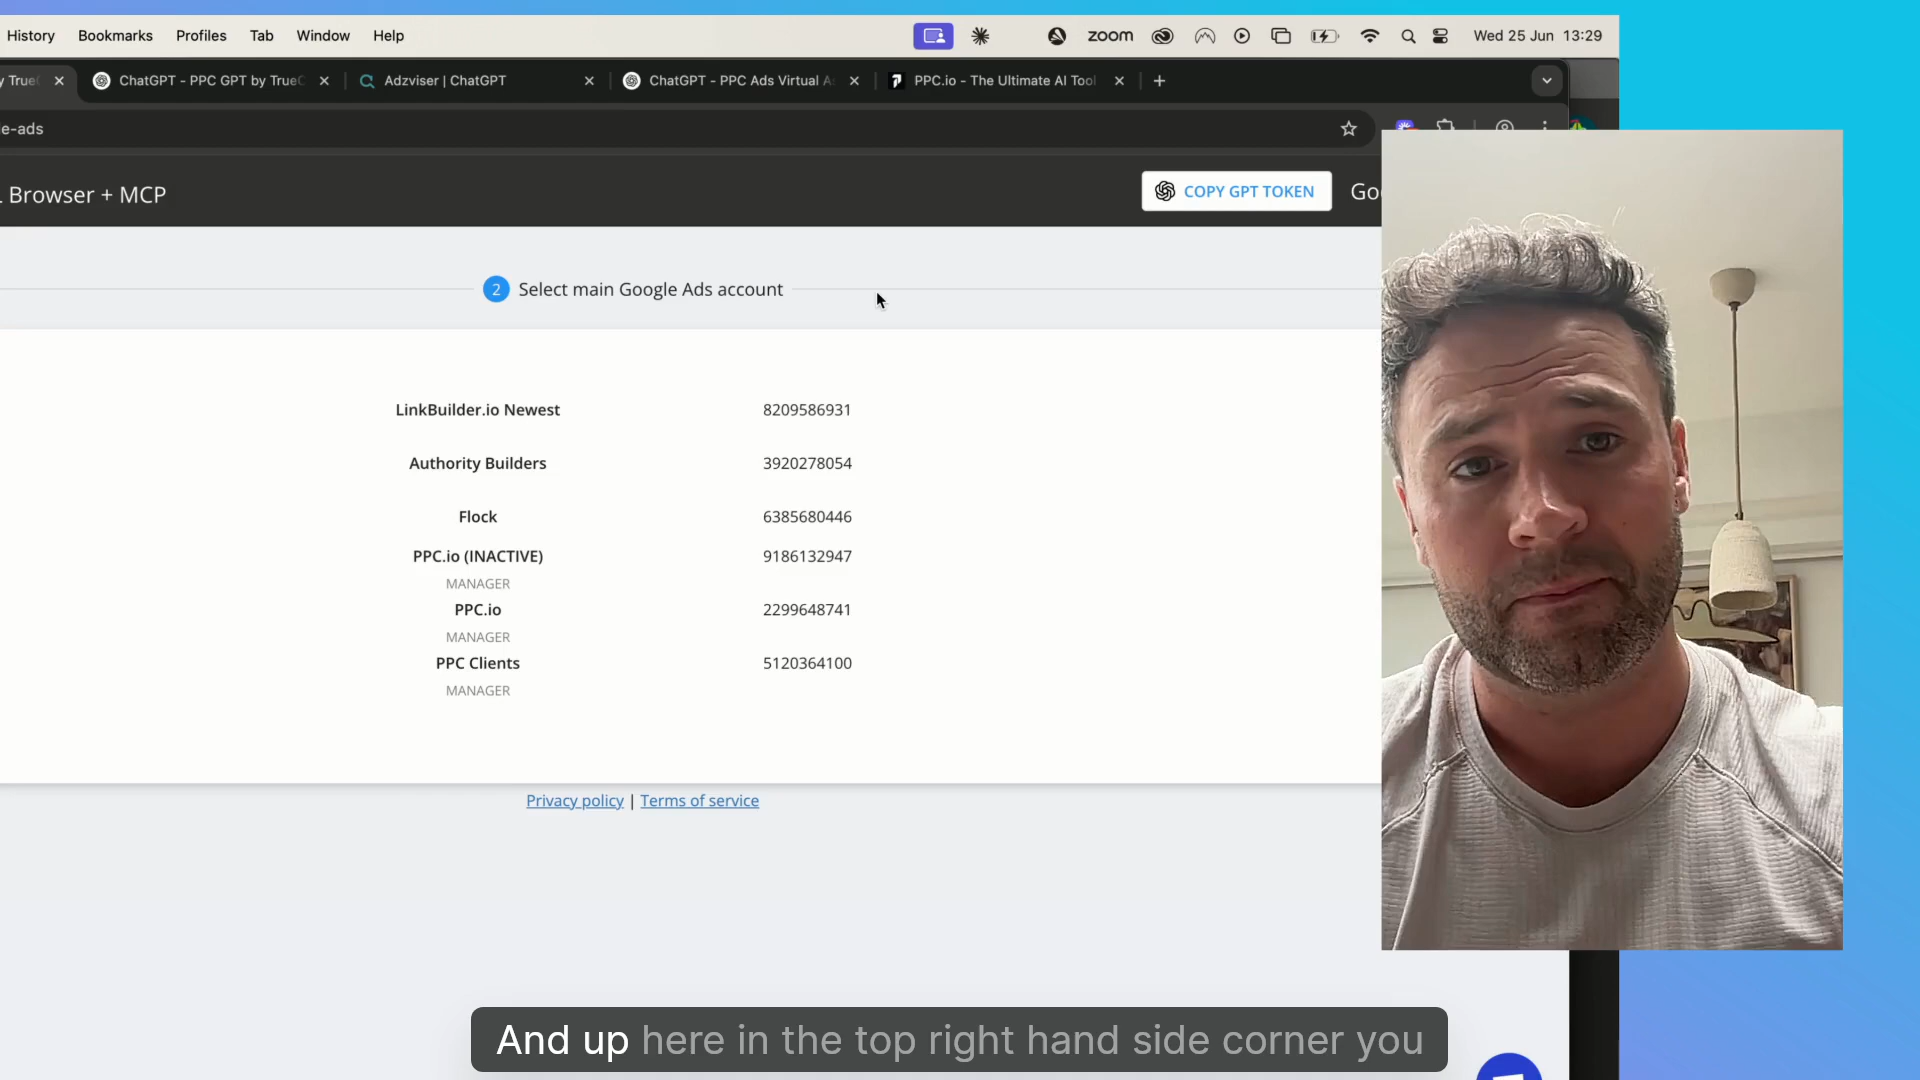 History Bookmarks Profiles Tab Window Help zoom Wed 25 Jun 13:29
ChatGPT - PPC GPT by True Adzviser | ChatGPT ChatGPT - PPC Ads Virtual PPC.io - The Ultimate AI Tool
e-ads
Browser + MCP COPY GPT TOKEN
2 Select main Google Ads account
LinkBuilder.io Newest 8209586931
Authority Builders 3920278054
Flock 6385680446
PPC.io (INACTIVE) 9186132947
MANAGER
PPC.io 2299648741
MANAGER
PPC Clients 5120364100
MANAGER
Privacy policy | Terms of service
And up here in the top right hand side corner you